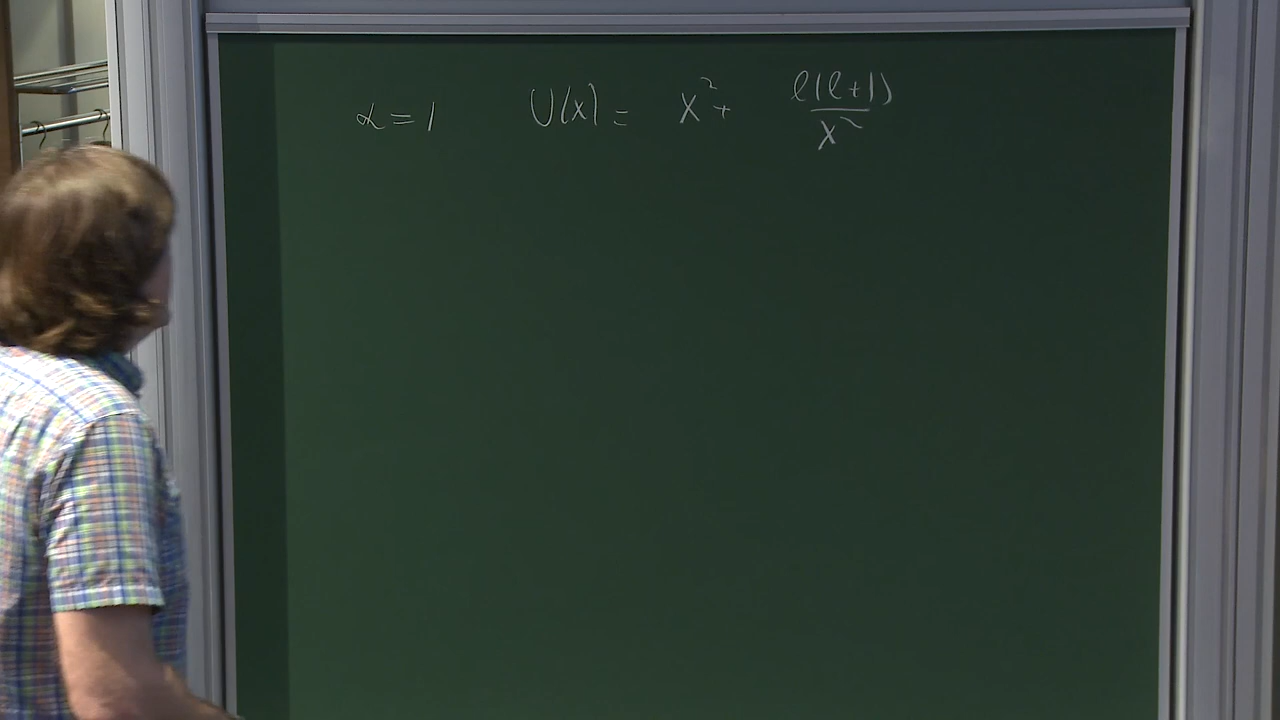 α = 1 U(x) = x² + ℓ(ℓ+1)/x²